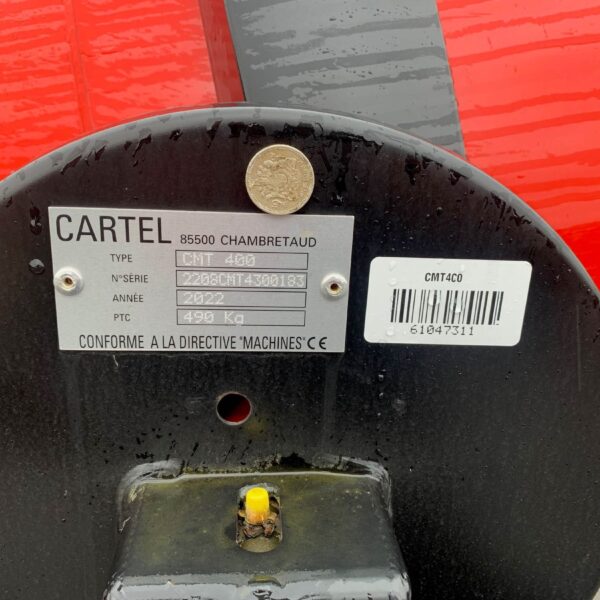 CARTEL 85500 CHAMBRETAUD
TYPE CMT 400
N°SÉRIE 2208CMT4300183
ANNÉE 2022
PTC 490 Kg
CONFORME A LA DIRECTIVE "MACHINES" CE
CMT4C0
61047311